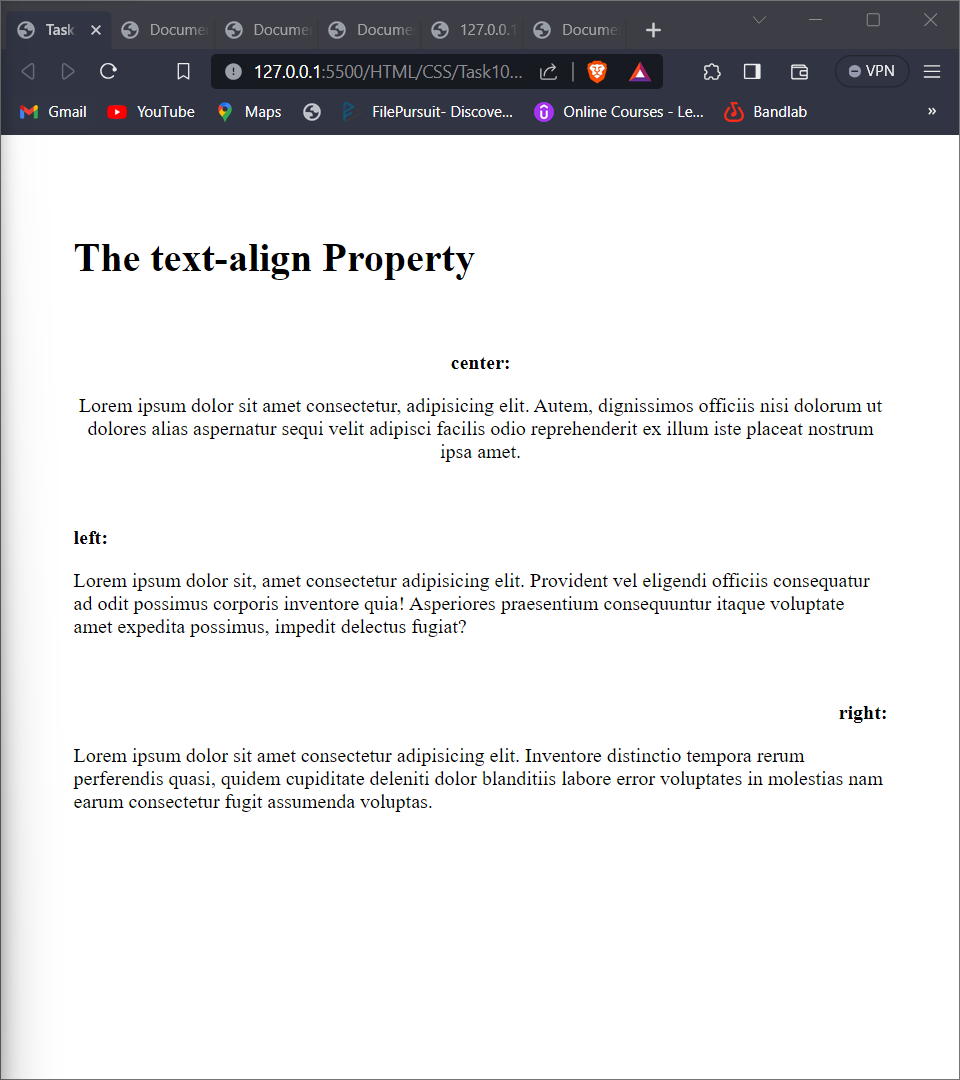 Task
Docume
Docume
Docume
127.0.0.1
Docume
127.0.0.1:5500/HTML/CSS/Task10...
VPN
Gmail
YouTube
Maps
FilePursuit- Discove...
Online Courses - Le...
Bandlab
»
The text-align Property
center:
Lorem ipsum dolor sit amet consectetur, adipisicing elit. Autem, dignissimos officiis nisi dolorum ut
dolores alias aspernatur sequi velit adipisci facilis odio reprehenderit ex illum iste placeat nostrum
ipsa amet.
left:
Lorem ipsum dolor sit, amet consectetur adipisicing elit. Provident vel eligendi officiis consequatur
ad odit possimus corporis inventore quia! Asperiores praesentium consequuntur itaque voluptate
amet expedita possimus, impedit delectus fugiat?
right:
Lorem ipsum dolor sit amet consectetur adipisicing elit. Inventore distinctio tempora rerum
perferendis quasi, quidem cupiditate deleniti dolor blanditiis labore error voluptates in molestias nam
earum consectetur fugit assumenda voluptas.